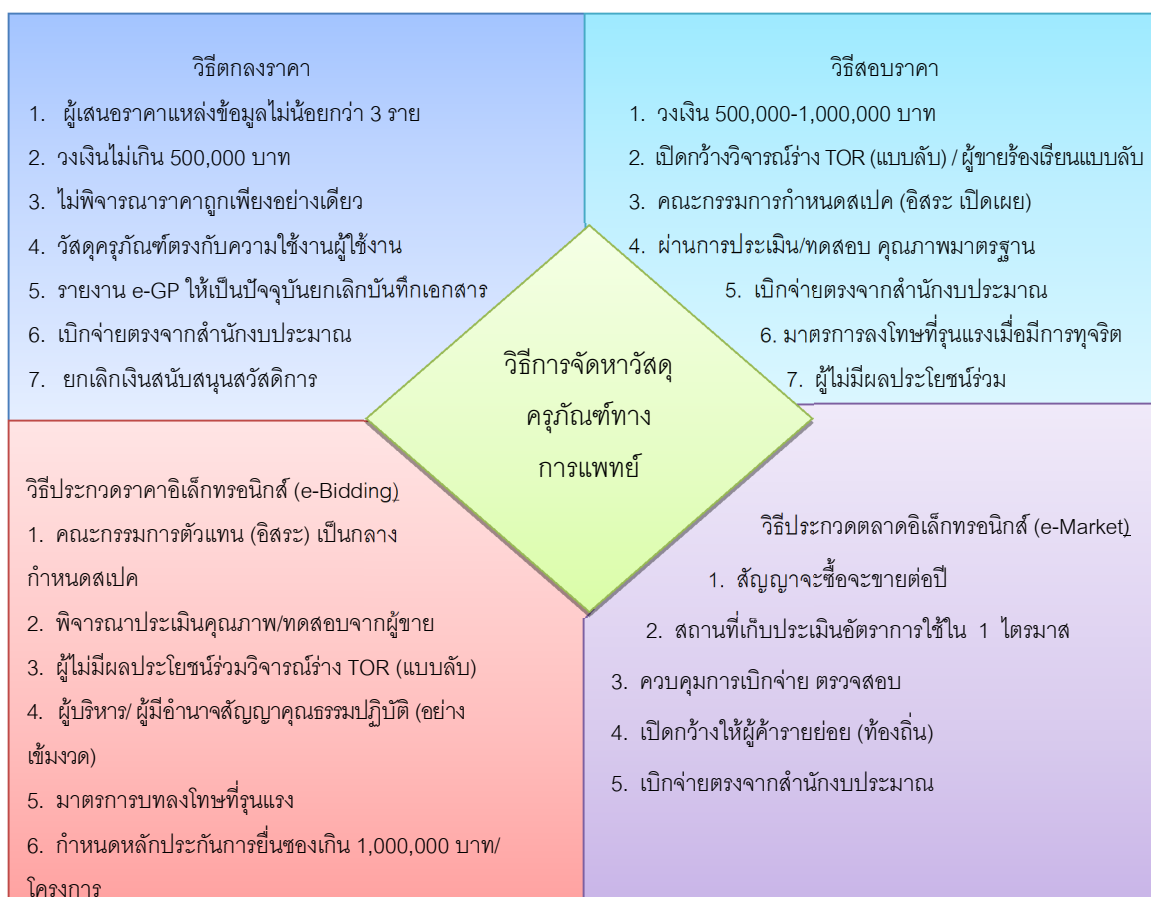 วิธีตกลงราคา
1. ผู้เสนอราคาแหล่งข้อมูลไม่น้อยกว่า 3 ราย
2. วงเงินไม่เกิน 500,000 บาท
3. ไม่พิจารณาราคาถูกเพียงอย่างเดียว
4. วัสดุครุภัณฑ์ตรงกับความใช้งานผู้ใช้งาน
5. รายงาน e-GP ให้เป็นปัจจุบันยกเลิกบันทึกเอกสาร
6. เบิกจ่ายตรงจากสำนักงบประมาณ
7. ยกเลิกเงินสนับสนุนสวัสดิการ
วิธีสอบราคา
1. วงเงิน 500,000-1,000,000 บาท
2. เปิดกว้างวิจารณ์ร่าง TOR (แบบลับ) / ผู้ขายร้องเรียนแบบลับ
3. คณะกรรมการกำหนดสเปค (อิสระ เปิดเผย)
4. ผ่านการประเมิน/ทดสอบ คุณภาพมาตรฐาน
5. เบิกจ่ายตรงจากสำนักงบประมาณ
6. มาตรการลงโทษที่รุนแรงเมื่อมีการทุจริต
7. ผู้ไม่มีผลประโยชน์ร่วม
วิธีการจัดหาวัสดุ
ครุภัณฑ์ทาง
การแพทย์
วิธีประกวดราคาอิเล็กทรอนิกส์ (e-Bidding)
1. คณะกรรมการตัวแทน (อิสระ) เป็นกลาง
กำหนดสเปค
2. พิจารณาประเมินคุณภาพ/ทดสอบจากผู้ขาย
3. ผู้ไม่มีผลประโยชน์ร่วมวิจารณ์ร่าง TOR (แบบลับ)
4. ผู้บริหาร/ ผู้มีอำนาจสัญญาคุณธรรมปฏิบัติ (อย่าง
เข้มงวด)
5. มาตรการบทลงโทษที่รุนแรง
6. กำหนดหลักประกันการยื่นซองเกิน 1,000,000 บาท/
โครงการ
วิธีประกวดตลาดอิเล็กทรอนิกส์ (e-Market)
1. สัญญาจะซื้อจะขายต่อปี
2. สถานที่เก็บประเมินอัตราการใช้ใน 1 ไตรมาส
3. ควบคุมการเบิกจ่าย ตรวจสอบ
4. เปิดกว้างให้ผู้ค้ารายย่อย (ท้องถิ่น)
5. เบิกจ่ายตรงจากสำนักงบประมาณ